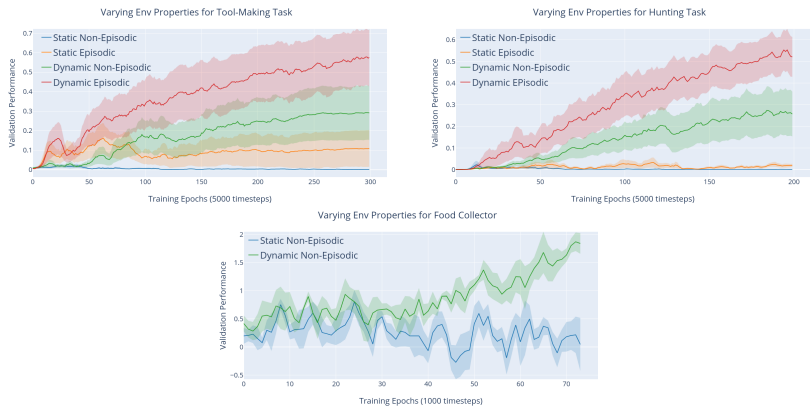 Varying Env Properties for Tool-Making Task
Static Non-Episodic
Static Episodic
Dynamic Non-Episodic
Dynamic Episodic
Validation Performance
0.7
0.6
0.5
0.4
0.3
0.2
0.1
0
0 50 100 150 200 250 300
Training Epochs (5000 timesteps)
Varying Env Properties for Hunting Task
Static Non-Episodic
Static Episodic
Dynamic Non-Episodic
Dynamic EPisodic
Validation Performance
0.6
0.5
0.4
0.3
0.2
0.1
0
0 50 100 150 200
Training Epochs (5000 timesteps)
Varying Env Properties for Food Collector
Static Non-Episodic
Dynamic Non-Episodic
Validation Performance
2
1.5
1
0.5
0
−0.5
0 10 20 30 40 50 60 70
Training Epochs (1000 timesteps)